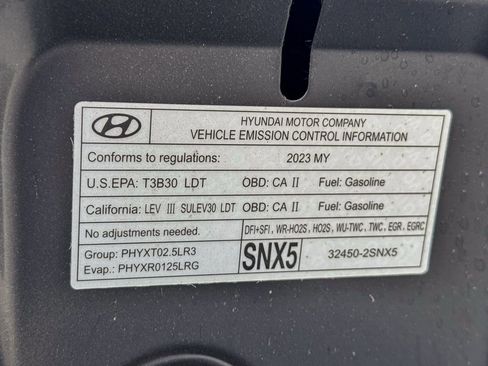 HYUNDAI MOTOR COMPANY
VEHICLE EMISSION CONTROL INFORMATION
Conforms to regulations: 2023 MY
U.S.EPA: T3B30 LDT OBD: CA II Fuel: Gasoline
California: LEV III SULEV30 LDT OBD: CA II Fuel: Gasoline
No adjustments needed. DFI+SFI, WR-HO2S, HO2S, WU-TWC, TWC, EGR, EGRC
Group: PHYXT02.5LR3
Evap.: PHYXR0125LRG
SNX5 32450-2SNX5